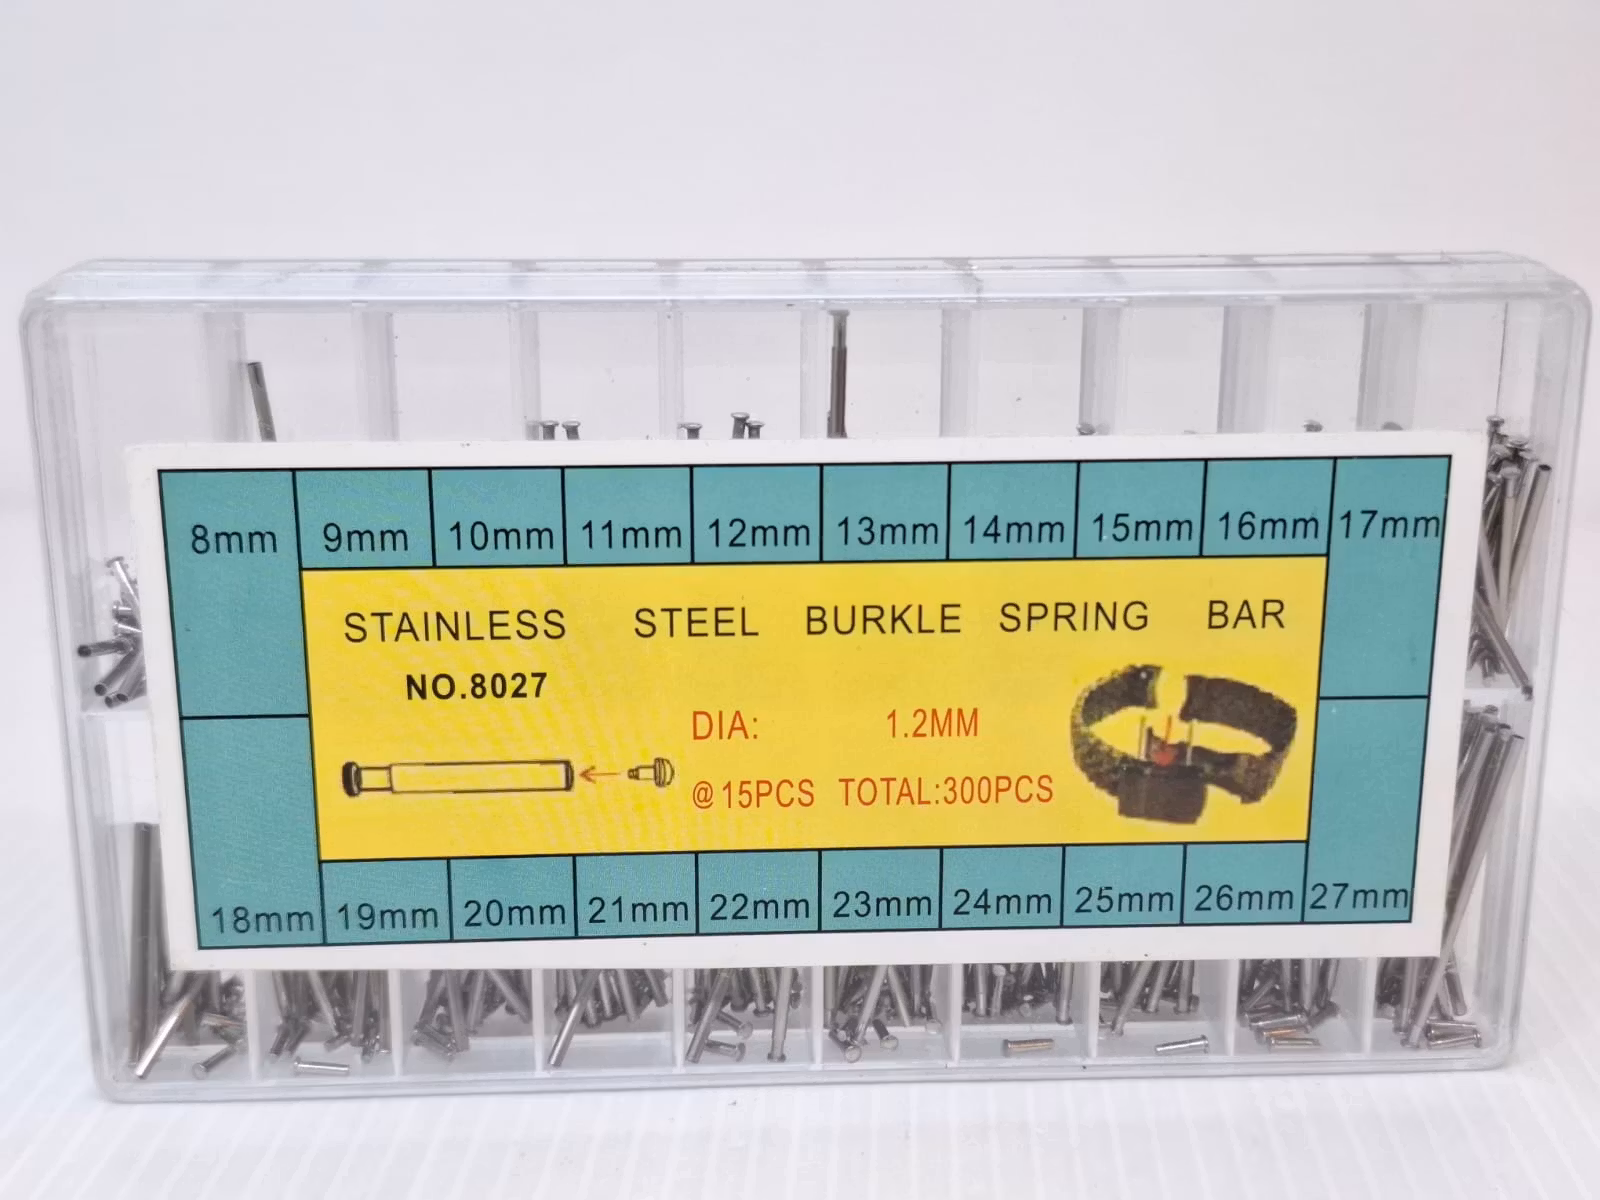 8mm 9mm 10mm 11mm 12mm 13mm 14mm 15mm 16mm 17mm
STAINLESS STEEL BURKLE SPRING BAR
NO.8027
DIA: 1.2MM
@15PCS TOTAL:300PCS
18mm 19mm 20mm 21mm 22mm 23mm 24mm 25mm 26mm 27mm